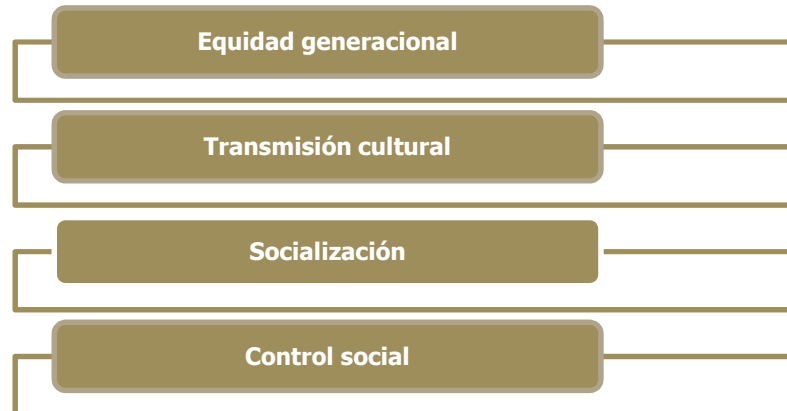 Equidad generacional
Transmisión cultural
Socialización
Control social